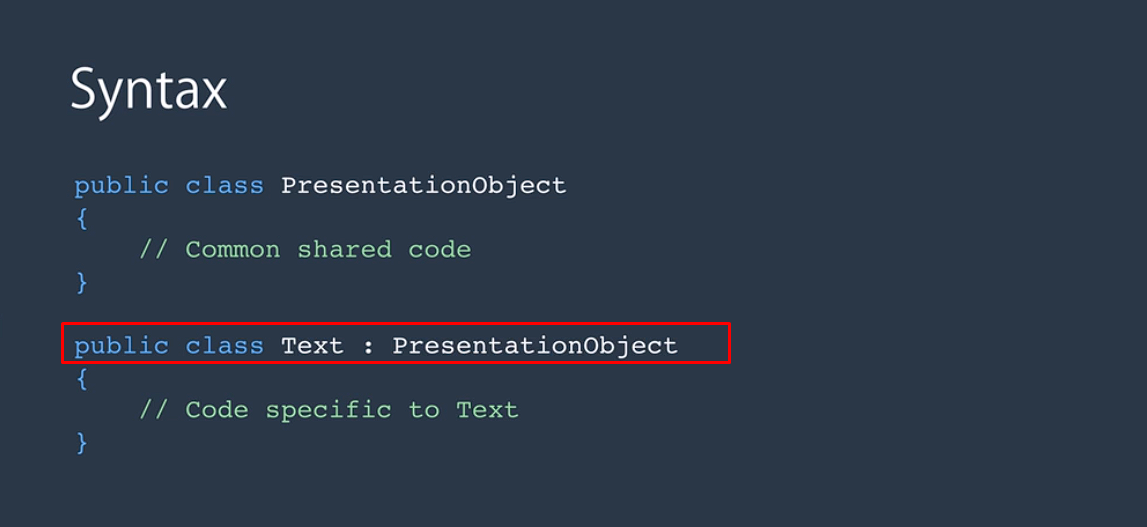 Syntax
public class PresentationObject
{
// Common shared code
}
public class Text : PresentationObject
{
// Code specific to Text
}